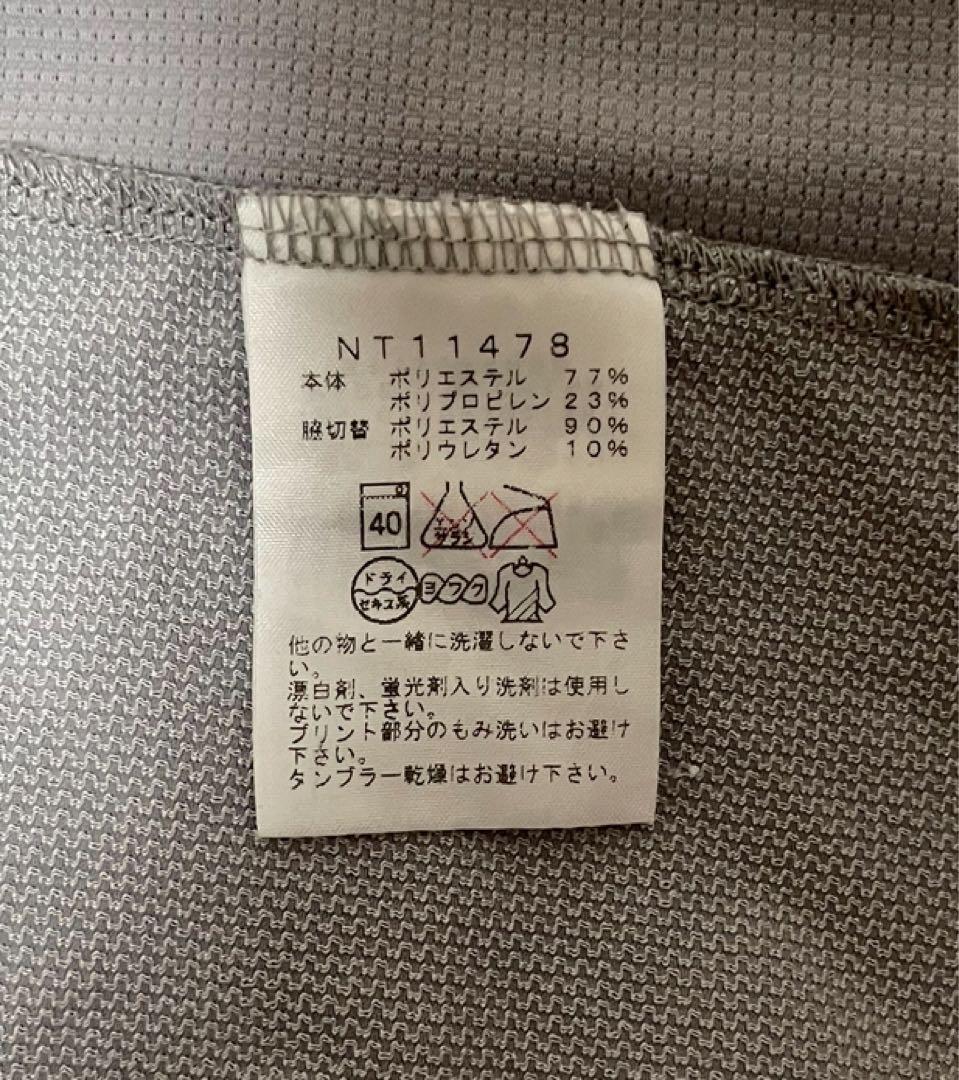 NT11478
本体 ポリエステル 77%
ポリプロピレン 23%
脇切替 ポリエステル 90%
ポリウレタン 10%
40
エンソ
サラシ
ドライ
セキユ系
ヨワク
他の物と一緒に洗濯しないで下さ
い。
漂白剤、蛍光剤入り洗剤は使用し
ないで下さい。
プリント部分のもみ洗いはお避け
下さい。
タンブラー乾燥はお避け下さい。